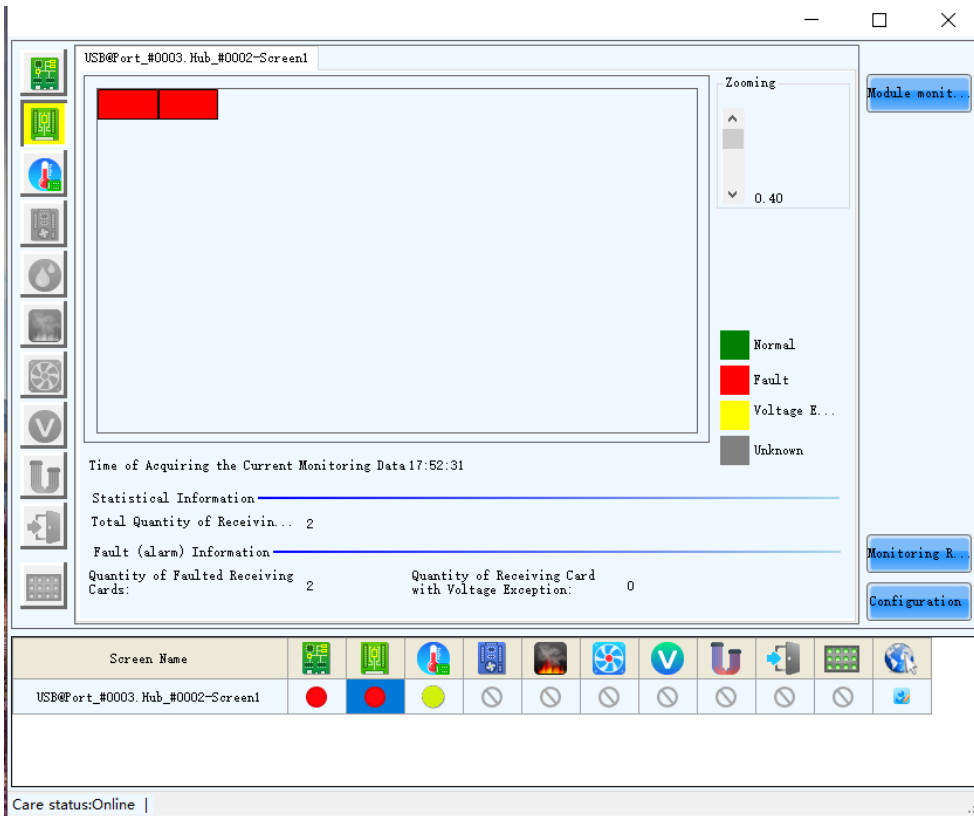 USB@Port_#0003.Hub_#0002-Screen1
Zooming
Module monit...
0.40
Normal
Fault
Voltage E...
Unknown
Time of Acquiring the Current Monitoring Data 17:52:31
Statistical Information
Total Quantity of Receivin... 2
Fault (alarm) Information
Quantity of Faulted Receiving Cards: 2
Quantity of Receiving Card with Voltage Exception: 0
Monitoring R...
Configuration
Screen Name
USB@Port_#0003.Hub_#0002-Screen1
Care status:Online |